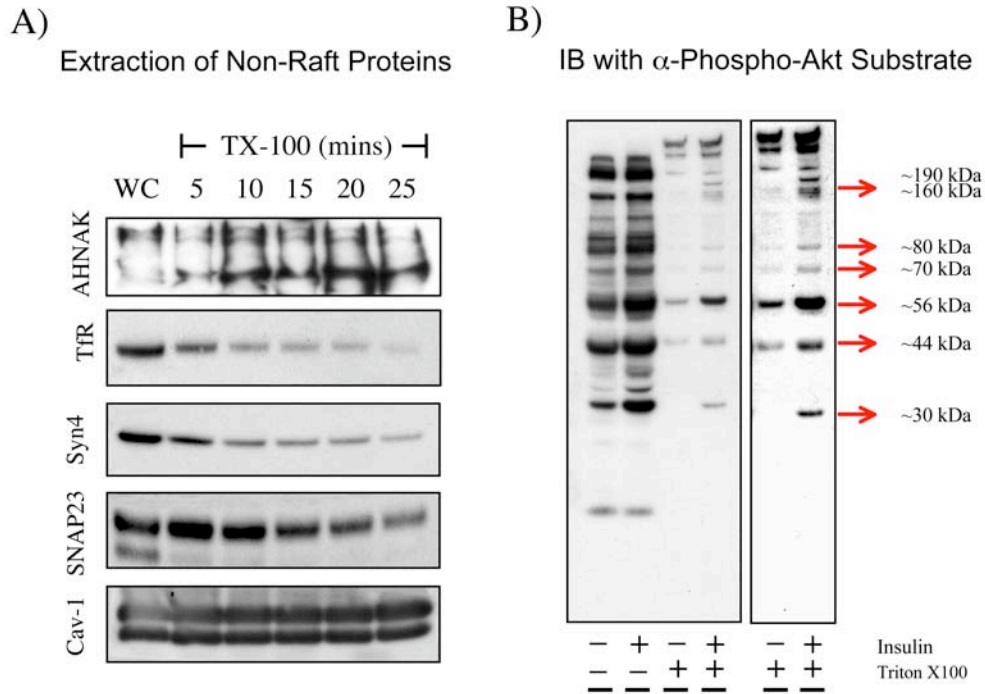 A)
Extraction of Non-Raft Proteins
TX-100 (mins)
WC 5 10 15 20 25
AHNAK
TfR
Syn4
SNAP23
Cav-1
B)
IB with α-Phospho-Akt Substrate
~190 kDa
~160 kDa
~80 kDa
~70 kDa
~56 kDa
~44 kDa
~30 kDa
− + − + − + Insulin
− − + + + + Triton X100